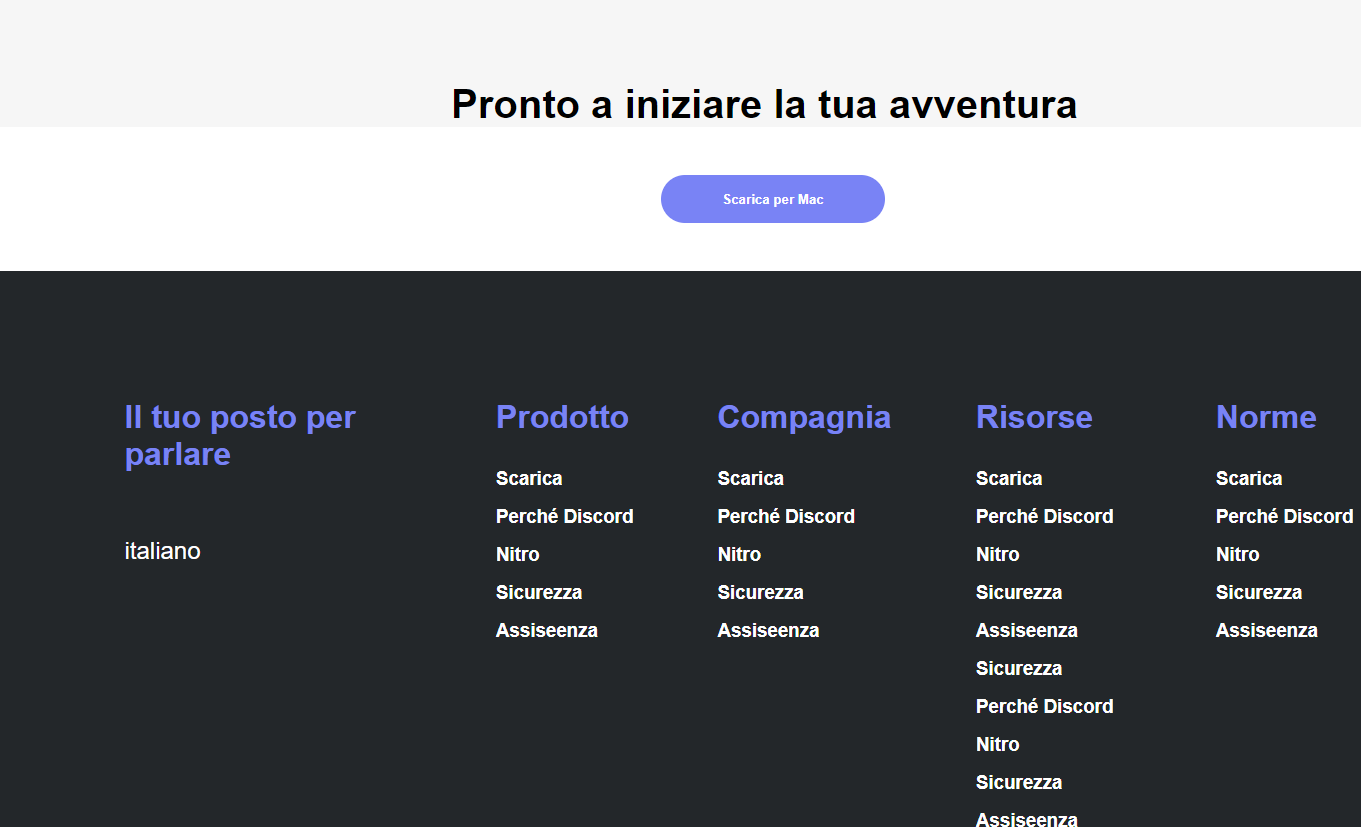 Pronto a iniziare la tua avventura
Scarica per Mac
Il tuo posto per
parlare
italiano
Prodotto
Scarica
Perché Discord
Nitro
Sicurezza
Assiseenza
Compagnia
Scarica
Perché Discord
Nitro
Sicurezza
Assiseenza
Risorse
Scarica
Perché Discord
Nitro
Sicurezza
Assiseenza
Sicurezza
Perché Discord
Nitro
Sicurezza
Assiseenza
Norme
Scarica
Perché Discord
Nitro
Sicurezza
Assiseenza